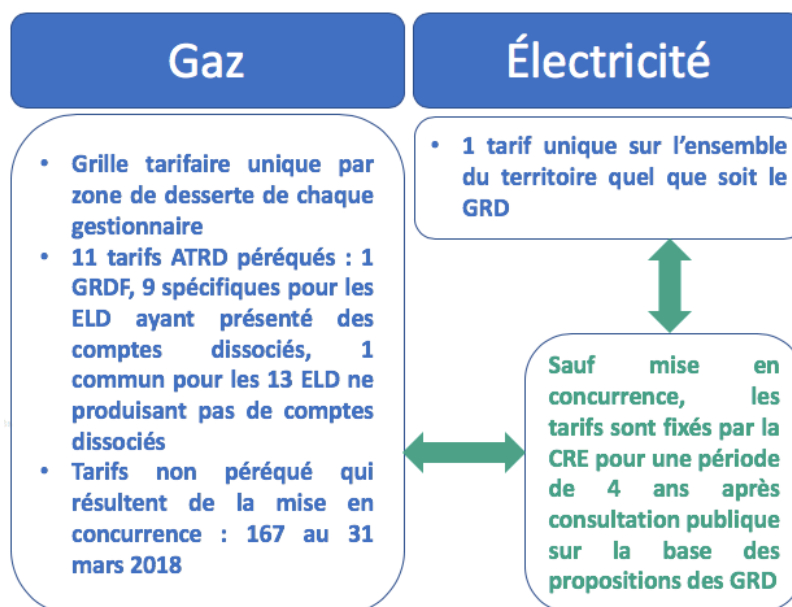 Gaz
• Grille tarifaire unique par
zone de desserte de chaque
gestionnaire
• 11 tarifs ATRD péréqués : 1
GRDF, 9 spécifiques pour les
ELD ayant présenté des
comptes dissociés, 1
commun pour les 13 ELD ne
produisant pas de comptes
dissociés
• Tarifs non péréqué qui
résultent de la mise en
concurrence : 167 au 31
mars 2018
Électricité
• 1 tarif unique sur l’ensemble
du territoire quel que soit le
GRD
Sauf mise en
concurrence, les
tarifs sont fixés par la
CRE pour une période
de 4 ans après
consultation publique
sur la base des
propositions des GRD